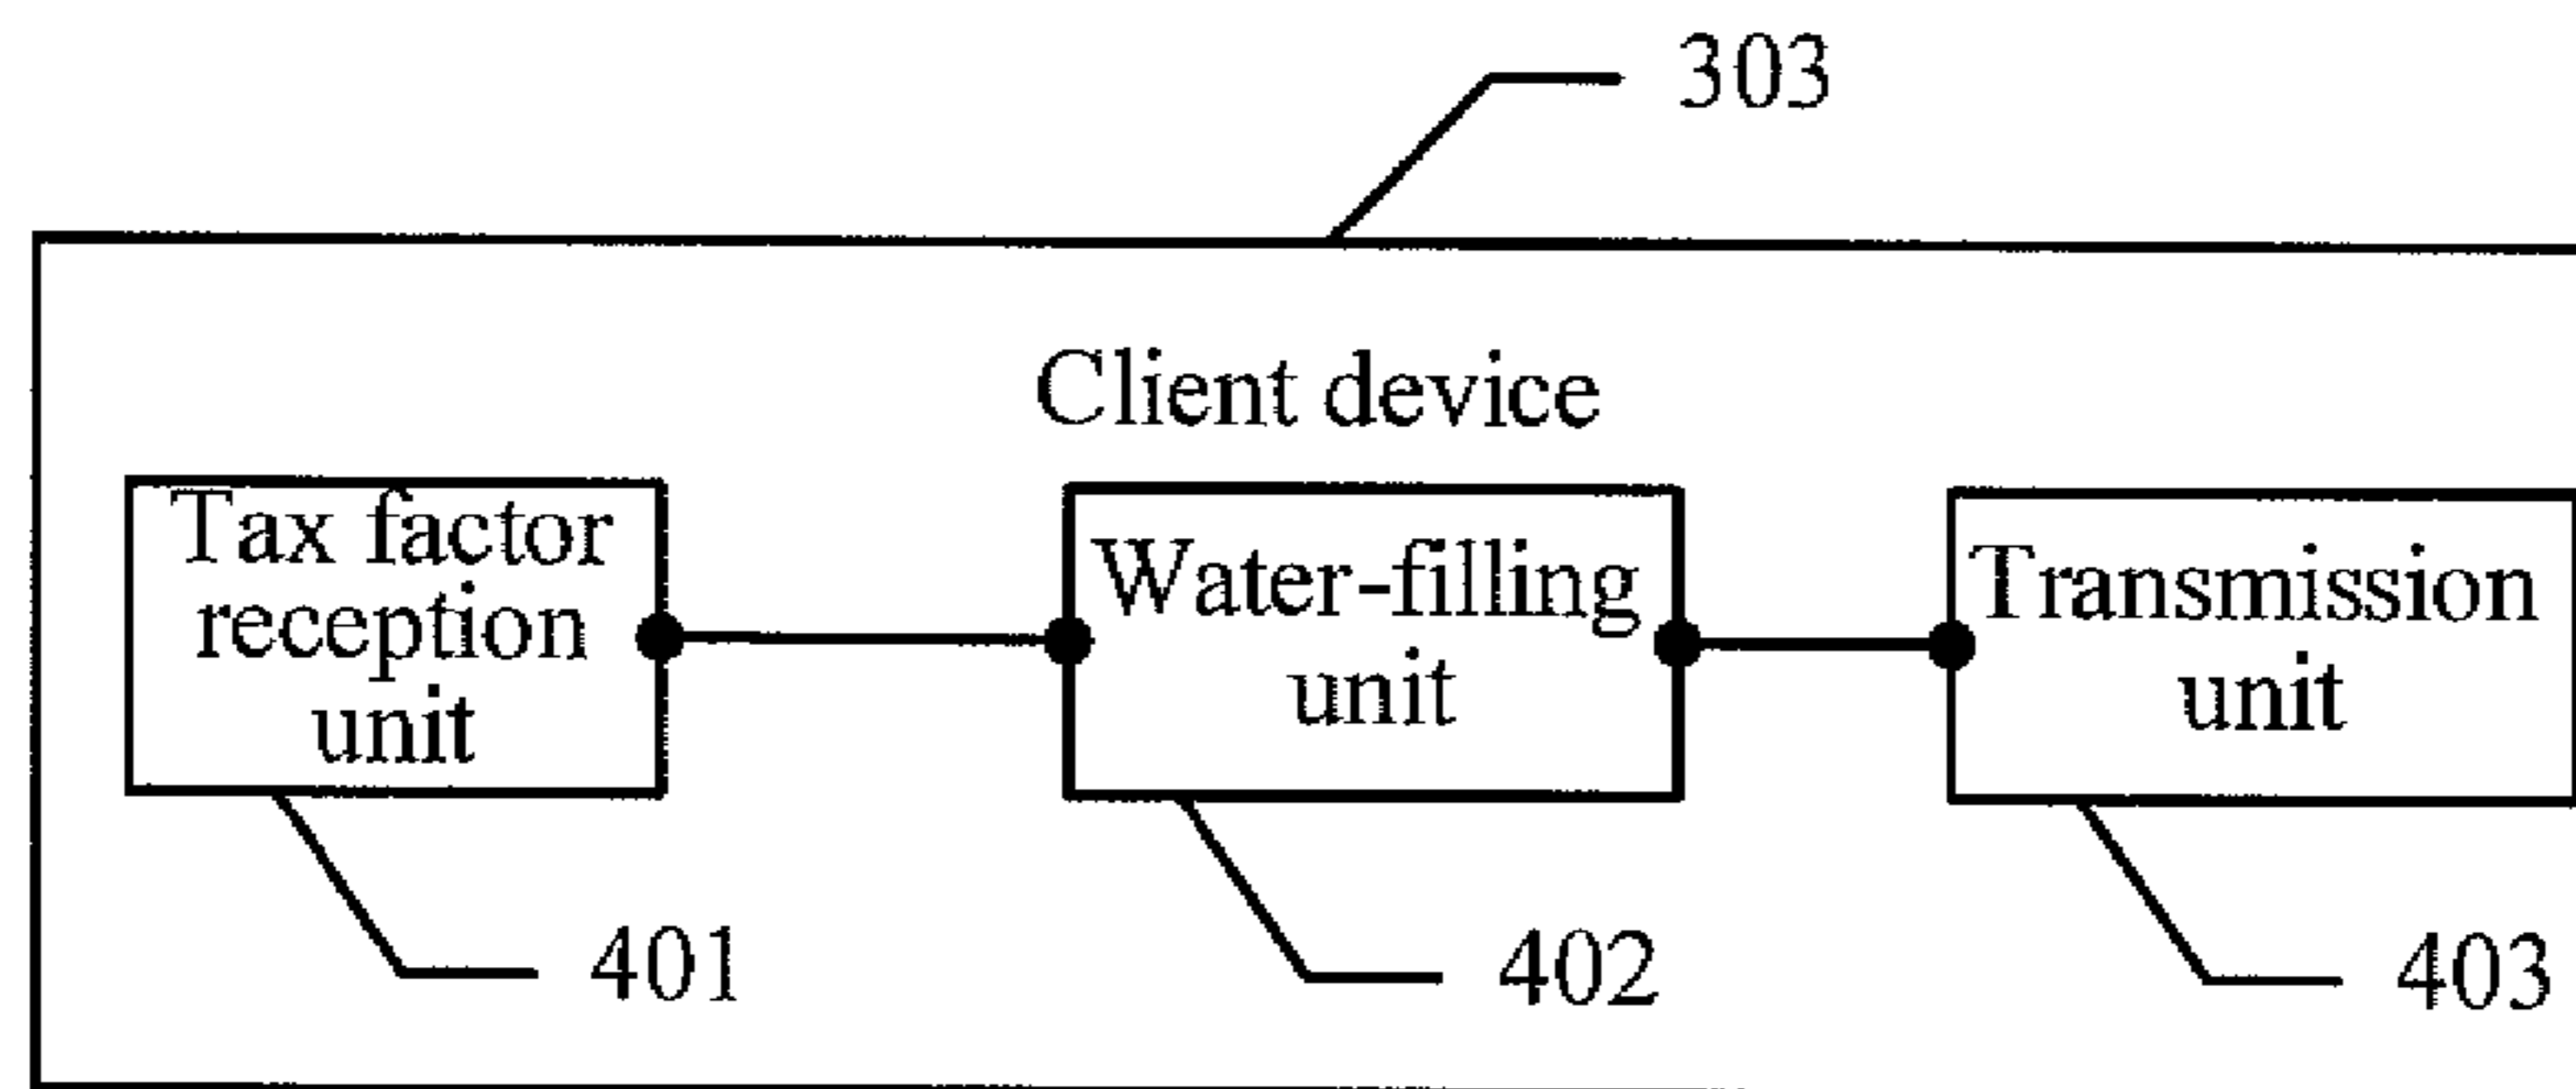 303
Client device
Tax factor
reception
unit
Water-filling
unit
Transmission
unit
401
402
403